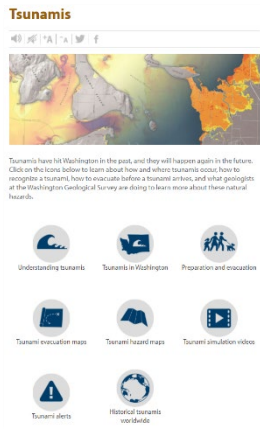 Tsunamis
Tsunamis have hit Washington in the past, and they will happen again in the future.
Click on the icons below to learn about how and where tsunamis occur, how to
recognize a tsunami, how to evacuate before a tsunami arrives, and what geologists
at the Washington Geological Survey are doing to learn more about these natural
hazards.
Understanding tsunamis
Tsunamis in Washington
Preparation and evacuation
Tsunami evacuation maps
Tsunami hazard maps
Tsunami simulation videos
Tsunami alerts
Historical tsunamis
worldwide